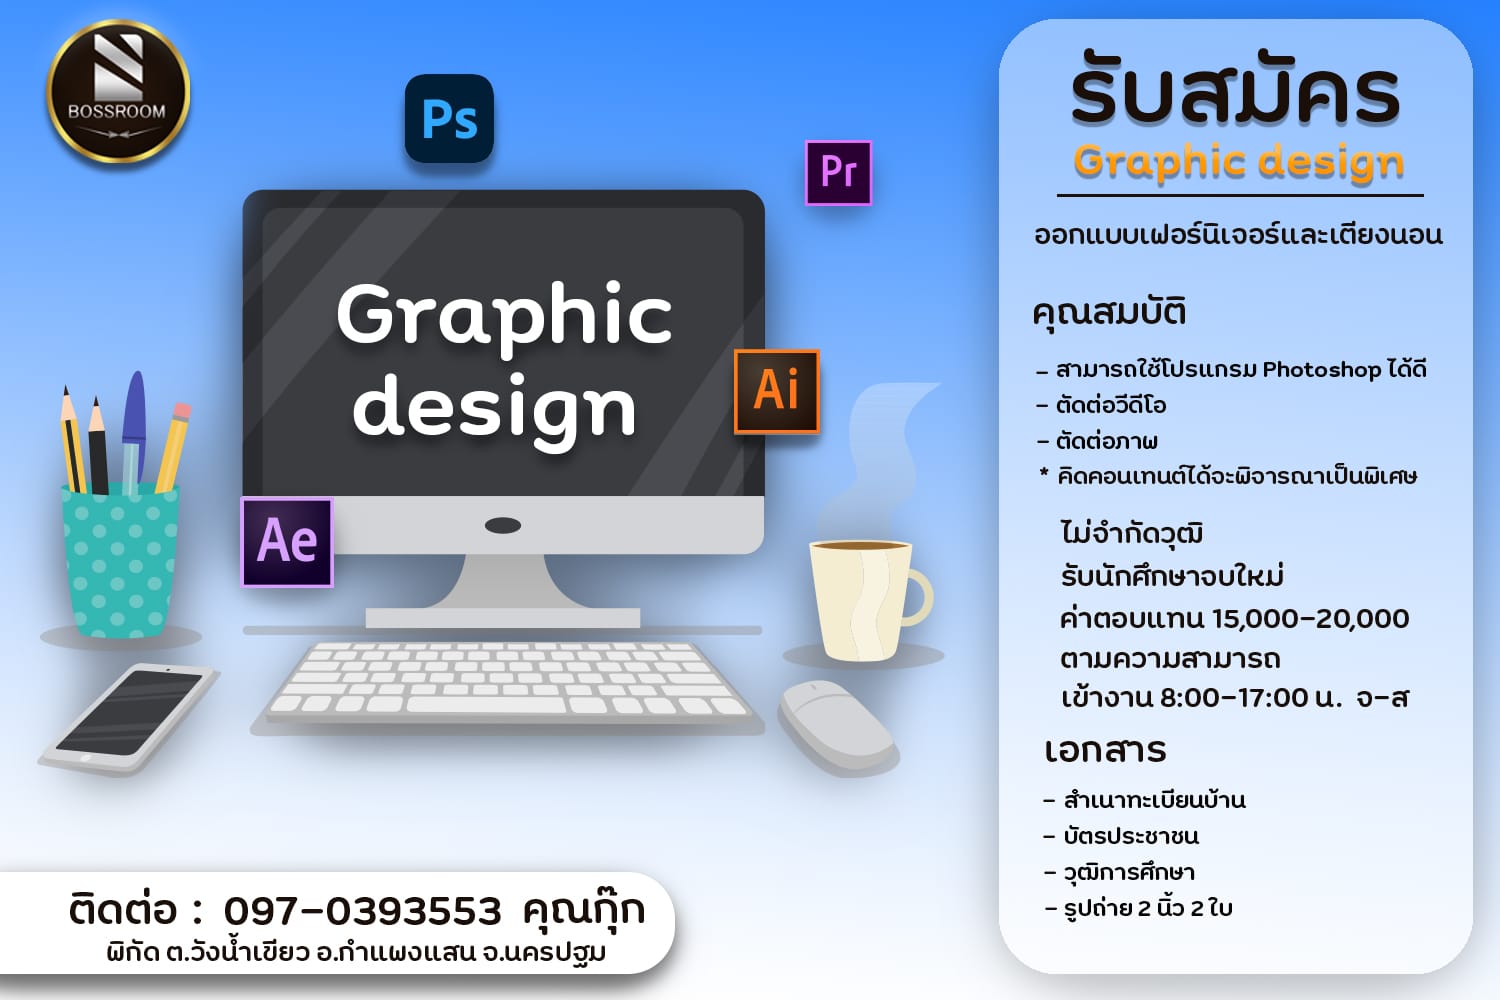 BOSSROOM
Ps
Pr
Graphic
design
Ai
Ae
รับสมัคร
Graphic design
ออกแบบเฟอร์นิเจอร์และเตียงนอน
คุณสมบัติ
- สามารถใช้โปรแกรม Photoshop ได้ดี
- ตัดต่อวีดีโอ
- ตัดต่อภาพ
* คิดคอนเทนต์ได้จะพิจารณาเป็นพิเศษ
ไม่จำกัดวุฒิ
รับนักศึกษาจบใหม่
ค่าตอบแทน 15,000-20,000
ตามความสามารถ
เข้างาน 8:00-17:00 น. จ-ส
เอกสาร
- สำเนาทะเบียนบ้าน
- บัตรประชาชน
- วุฒิการศึกษา
- รูปถ่าย 2 นิ้ว 2 ใบ
ติดต่อ : 097-0393553 คุณกุ๊ก
พิกัด ต.วังน้ำเขียว อ.กำแพงแสน จ.นครปฐม